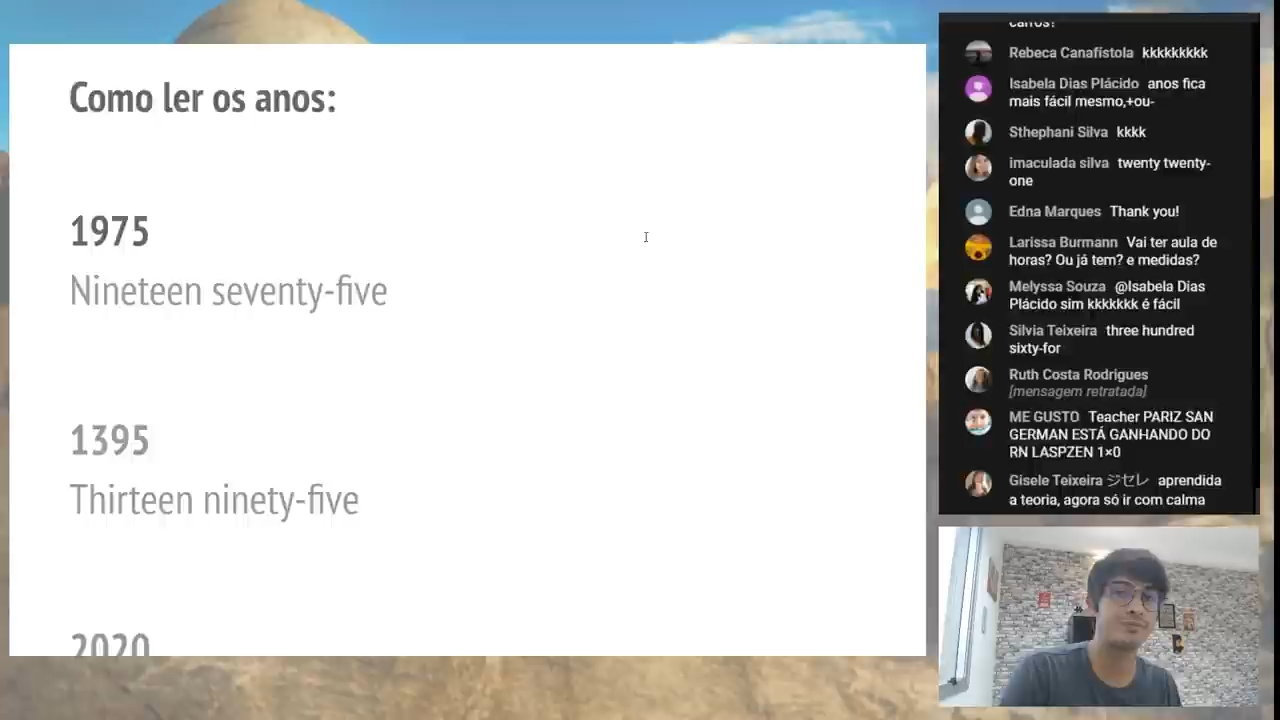 Como ler os anos:
1975
Nineteen seventy-five
1395
Thirteen ninety-five
2020
carros?
Rebeca Canafístola kkkkkkkkk
Isabela Dias Plácido anos fica
mais fácil mesmo,+ou-
Sthephani Silva kkkk
imaculada silva twenty twenty-
one
Edna Marques Thank you!
Larissa Burmann Vai ter aula de
horas? Ou já tem? e medidas?
Melyssa Souza @Isabela Dias
Plácido sim kkkkkkk é fácil
Silvia Teixeira three hundred
sixty-for
Ruth Costa Rodrigues
[mensagem retratada]
ME GUSTO Teacher PARIZ SAN
GERMAN ESTÁ GANHANDO DO
RN LASPZEN 1×0
Gisele Teixeira ジセレ aprendida
a teoria, agora só ir com calma